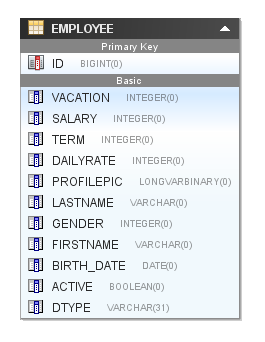 EMPLOYEE
Primary Key
ID BIGINT(0)
Basic
VACATION INTEGER(0)
SALARY INTEGER(0)
TERM INTEGER(0)
DAILYRATE INTEGER(0)
PROFILEPIC LONGVARBINARY(0)
LASTNAME VARCHAR(0)
GENDER INTEGER(0)
FIRSTNAME VARCHAR(0)
BIRTH_DATE DATE(0)
ACTIVE BOOLEAN(0)
DTYPE VARCHAR(31)